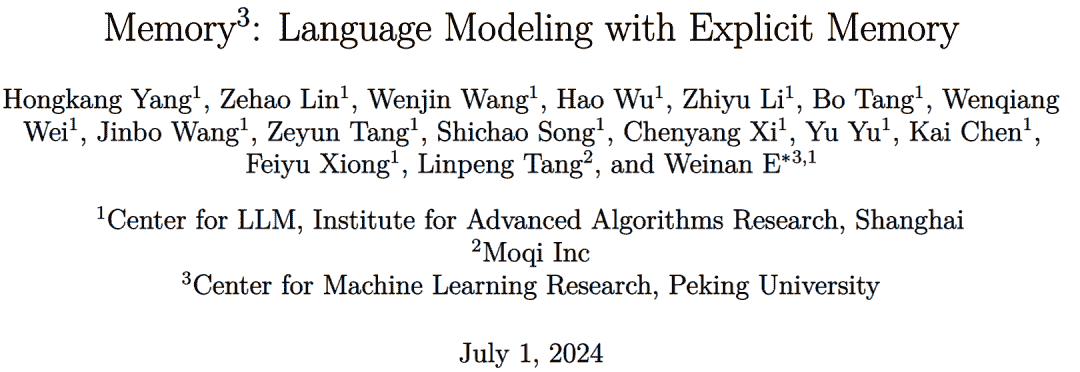 Memory³: Language Modeling with Explicit Memory
Hongkang Yang¹, Zehao Lin¹, Wenjin Wang¹, Hao Wu¹, Zhiyu Li¹, Bo Tang¹, Wenqiang
Wei¹, Jinbo Wang¹, Zeyun Tang¹, Shichao Song¹, Chenyang Xi¹, Yu Yu¹, Kai Chen¹,
Feiyu Xiong¹, Linpeng Tang², and Weinan E*³,¹
¹Center for LLM, Institute for Advanced Algorithms Research, Shanghai
²Moqi Inc
³Center for Machine Learning Research, Peking University
July 1, 2024